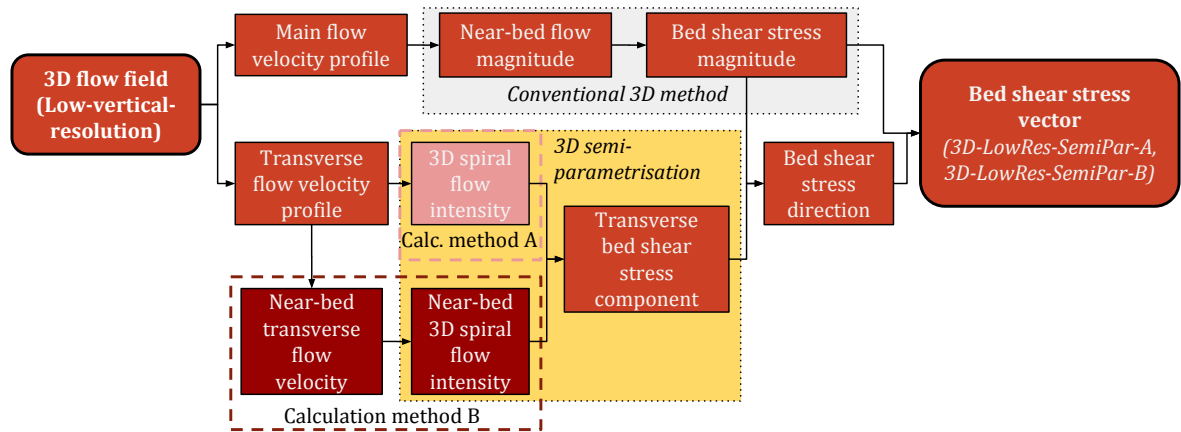 3D flow field
(Low-vertical-
resolution)
Main flow
velocity profile
Near-bed flow
magnitude
Bed shear stress
magnitude
Conventional 3D method
Transverse
flow velocity
profile
3D spiral
flow
intensity
Calc. method A
3D semi-
parametrisation
Transverse
bed shear
stress
component
Near-bed
transverse
flow
velocity
Near-bed
3D spiral
flow
intensity
Calculation method B
Bed shear
stress
direction
Bed shear stress
vector
(3D-LowRes-SemiPar-A,
3D-LowRes-SemiPar-B)